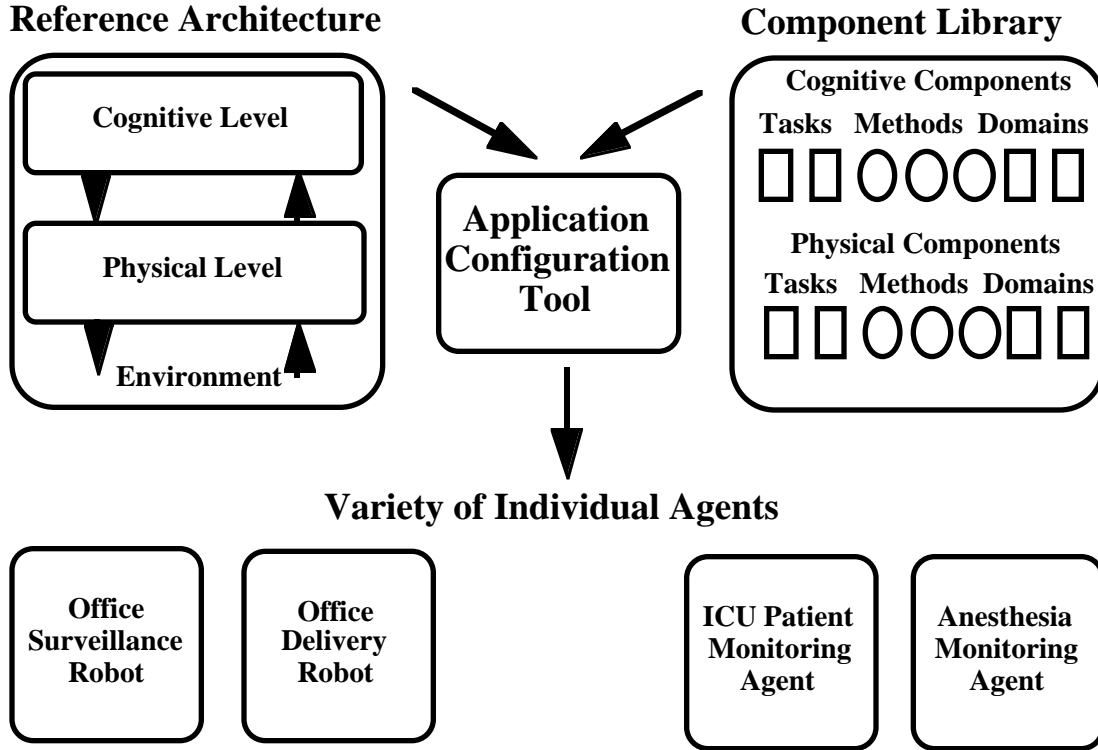 Reference Architecture
Cognitive Level
Physical Level
Environment
Component Library
Cognitive Components
Tasks Methods Domains
Physical Components
Tasks Methods Domains
Application
Configuration
Tool
Variety of Individual Agents
Office
Surveillance
Robot
Office
Delivery
Robot
ICU Patient
Monitoring
Agent
Anesthesia
Monitoring
Agent